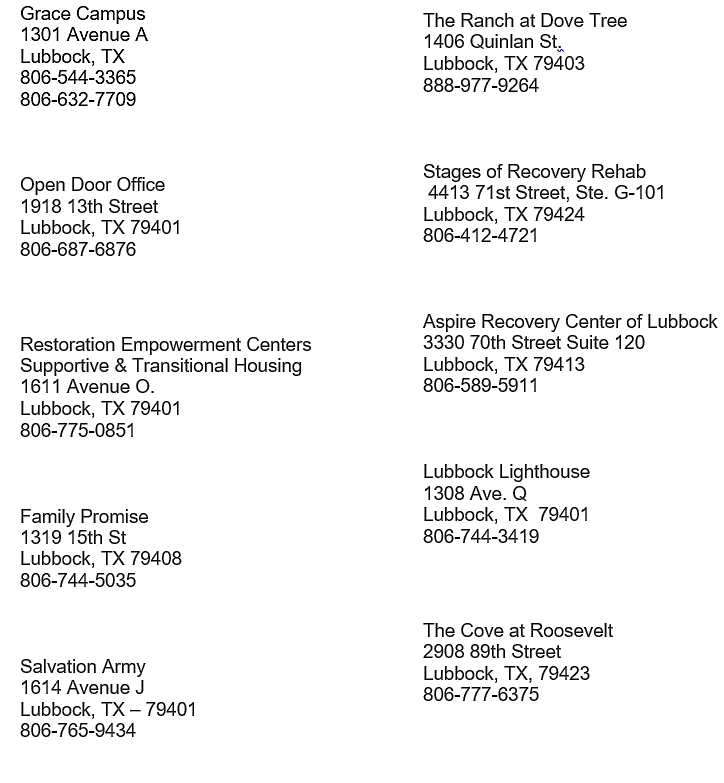 Grace Campus
1301 Avenue A
Lubbock, TX
806-544-3365
806-632-7709
Open Door Office
1918 13th Street
Lubbock, TX 79401
806-687-6876
Restoration Empowerment Centers
Supportive & Transitional Housing
1611 Avenue O.
Lubbock, TX 79401
806-775-0851
Family Promise
1319 15th St
Lubbock, TX 79408
806-744-5035
Salvation Army
1614 Avenue J
Lubbock, TX – 79401
806-765-9434
The Ranch at Dove Tree
1406 Quinlan St.
Lubbock, TX 79403
888-977-9264
Stages of Recovery Rehab
4413 71st Street, Ste. G-101
Lubbock, TX 79424
806-412-4721
Aspire Recovery Center of Lubbock
3330 70th Street Suite 120
Lubbock, TX 79413
806-589-5911
Lubbock Lighthouse
1308 Ave. Q
Lubbock, TX  79401
806-744-3419
The Cove at Roosevelt
2908 89th Street
Lubbock, TX, 79423
806-777-6375